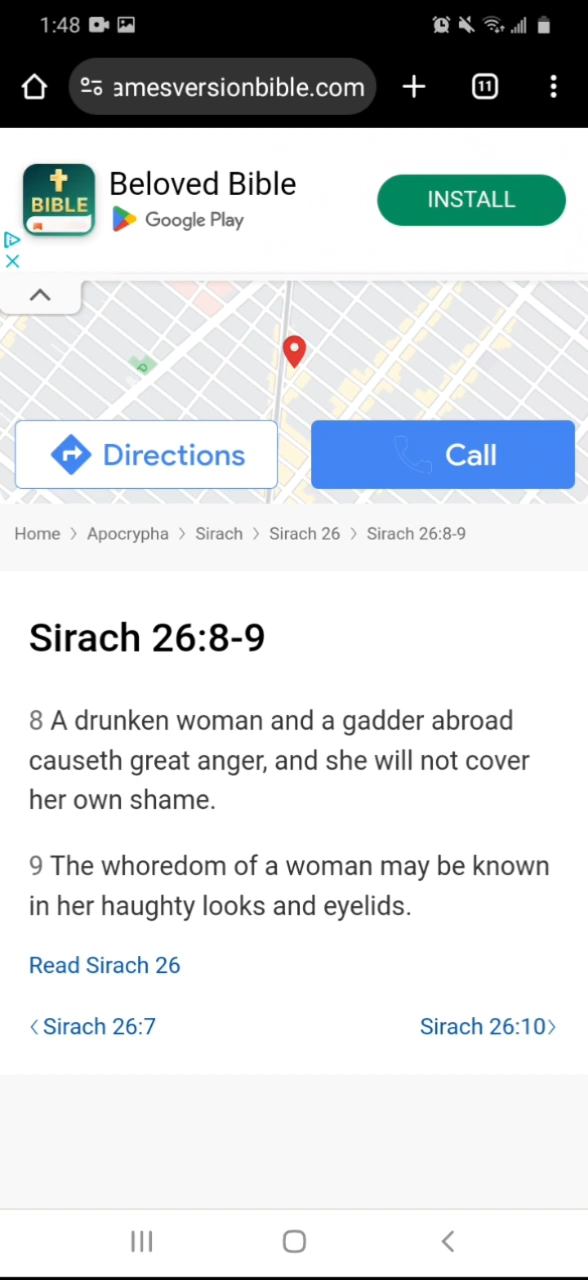 1:48
amesversionbible.com
11
BIBLE
Beloved Bible
Google Play
INSTALL
Directions
Call
Home > Apocrypha > Sirach > Sirach 26 > Sirach 26:8-9
Sirach 26:8-9
8 A drunken woman and a gadder abroad
causeth great anger, and she will not cover
her own shame.
9 The whoredom of a woman may be known
in her haughty looks and eyelids.
Read Sirach 26
‹ Sirach 26:7
Sirach 26:10 ›